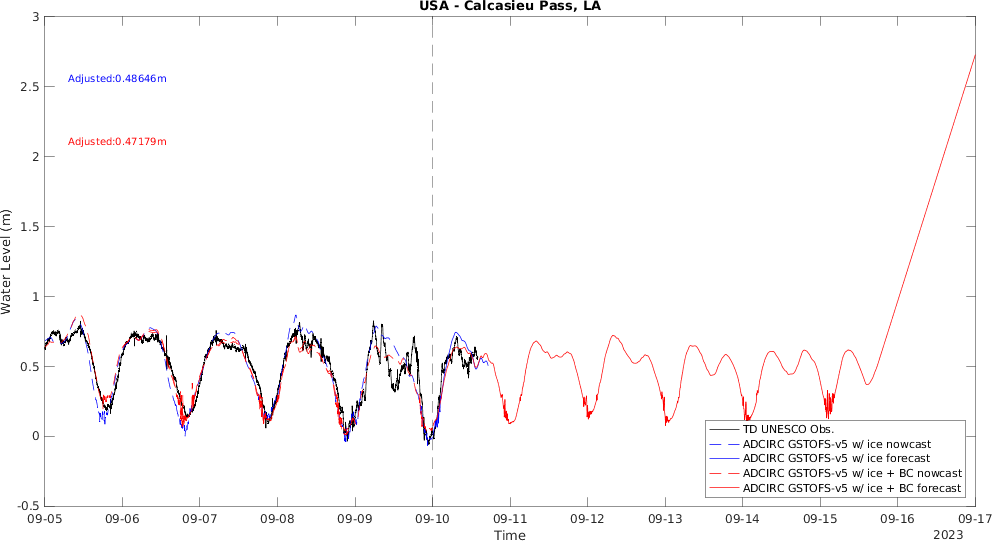 USA - Calcasieu Pass, LA
3
2.5
2
1.5
1
0.5
0
-0.5
Water Level (m)
Adjusted:0.48646m
Adjusted:0.47179m
TD UNESCO Obs.
ADCIRC GSTOFS-v5 w/ ice nowcast
ADCIRC GSTOFS-v5 w/ ice forecast
ADCIRC GSTOFS-v5 w/ ice + BC nowcast
ADCIRC GSTOFS-v5 w/ ice + BC forecast
09-05 09-06 09-07 09-08 09-09 09-10 09-11 09-12 09-13 09-14 09-15 09-16 09-17
Time
2023